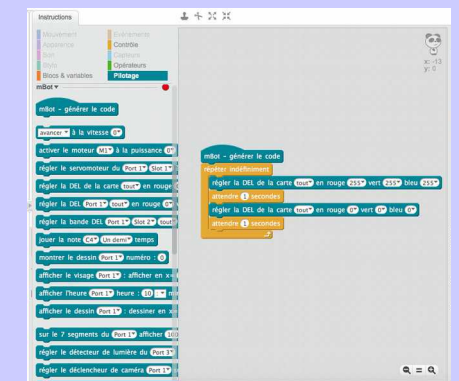 Instructions
Mouvement
Événements
Apparence
Contrôle
Son
Capteurs
Stylo
Opérateurs
Blocs & variables
Pilotage
mBot
mBot - générer le code
avancer à la vitesse 0
activer le moteur M1 à la puissance 0
régler le servomoteur du Port 1 Slot 1
régler la DEL de la carte tout en rouge
régler la DEL Port 1 tout en rouge 0
régler la bande DEL Port 1 Slot 2 tout
jouer la note C4 Un demi temps
montrer le dessin Port 1 numéro : 0
afficher le visage Port 1 : afficher en x=
afficher l'heure Port 1 heure : 10 :
afficher le dessin Port 1 : dessiner en x
sur le 7 segments du Port 1 afficher 100
régler le détecteur de lumière du Port 3
régler le déclencheur de caméra Port 1
x: -13
y: 0
mBot - générer le code
répéter indéfiniment
régler la DEL de la carte tout en rouge 255 vert 255 bleu 255
attendre 1 secondes
régler la DEL de la carte tout en rouge 0 vert 0 bleu 0
attendre 1 secondes